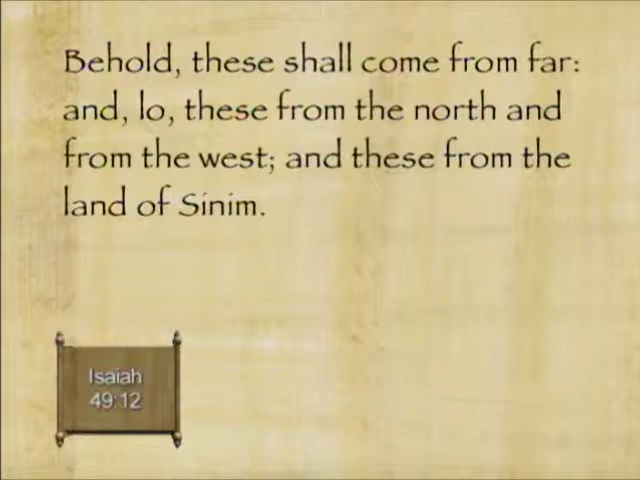 Behold, these shall come from far:
and, lo, these from the north and
from the west; and these from the
land of Sinim.
Isaiah
49:12